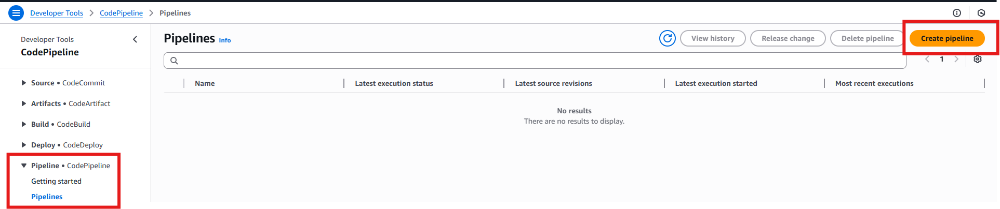 Developer Tools > CodePipeline > Pipelines
Developer Tools
CodePipeline
Source • CodeCommit
Artifacts • CodeArtifact
Build • CodeBuild
Deploy • CodeDeploy
Pipeline • CodePipeline
Getting started
Pipelines
Pipelines Info
View history
Release change
Delete pipeline
Create pipeline
1
Name
Latest execution status
Latest source revisions
Latest execution started
Most recent executions
No results
There are no results to display.